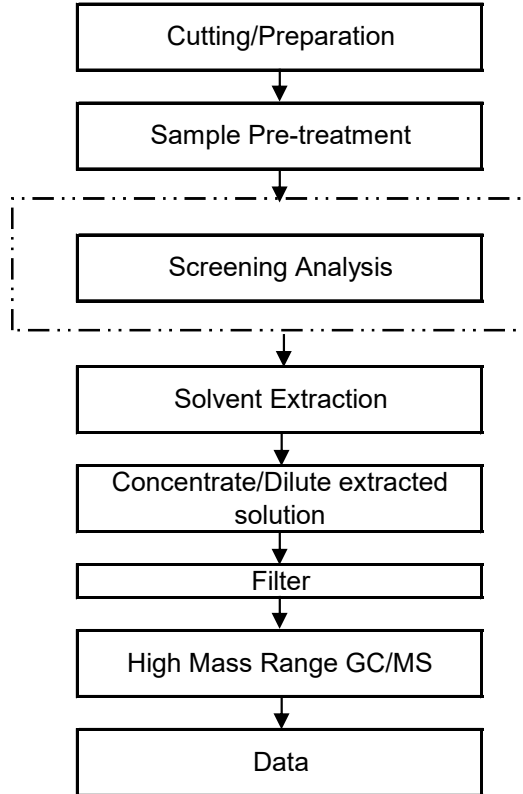 Cutting/Preparation
Sample Pre-treatment
Screening Analysis
Solvent Extraction
Concentrate/Dilute extracted
solution
Filter
High Mass Range GC/MS
Data